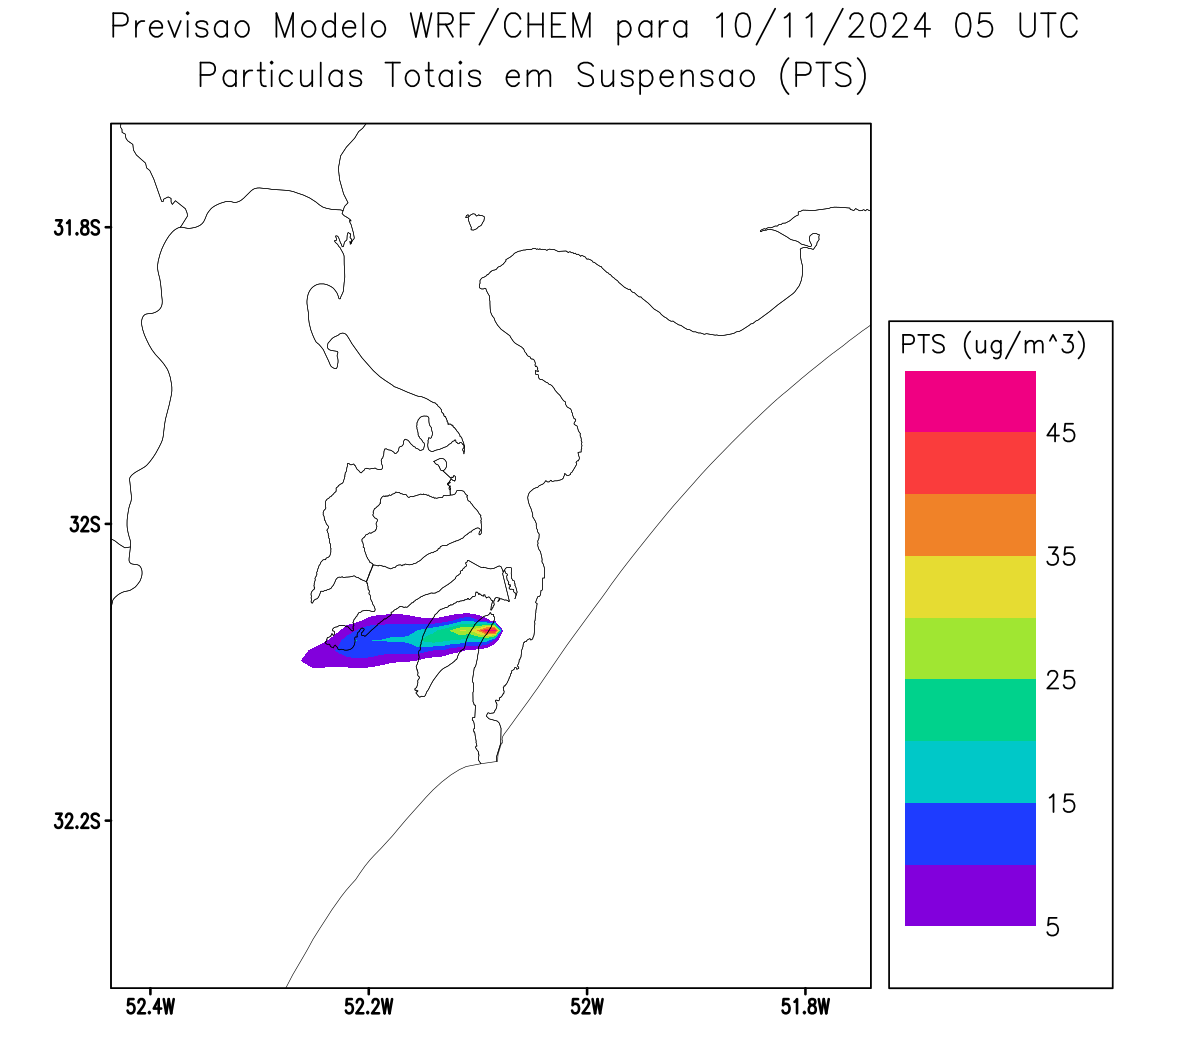 Previsao Modelo WRF/CHEM para 10/11/2024 05 UTC
Particulas Totais em Suspensao (PTS)
31.8S
32S
32.2S
52.4W
52.2W
52W
51.8W
PTS (ug/m^3)
45
35
25
15
5